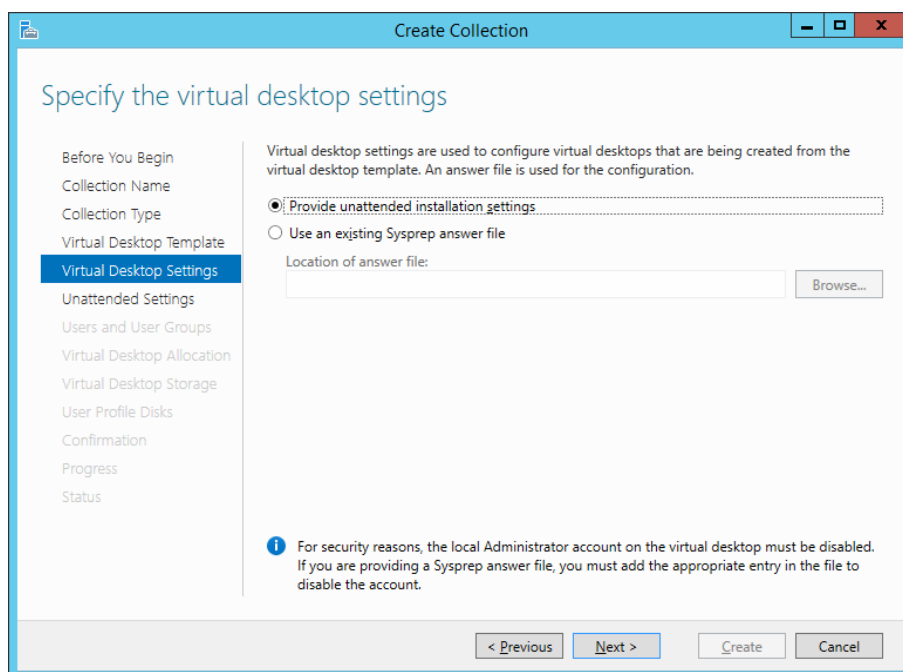 Create Collection
Specify the virtual desktop settings
Before You Begin
Collection Name
Collection Type
Virtual Desktop Template
Virtual Desktop Settings
Unattended Settings
Users and User Groups
Virtual Desktop Allocation
Virtual Desktop Storage
User Profile Disks
Confirmation
Progress
Status
Virtual desktop settings are used to configure virtual desktops that are being created from the
virtual desktop template. An answer file is used for the configuration.
Provide unattended installation settings
Use an existing Sysprep answer file
Location of answer file:
Browse...
For security reasons, the local Administrator account on the virtual desktop must be disabled.
If you are providing a Sysprep answer file, you must add the appropriate entry in the file to
disable the account.
< Previous
Next >
Create
Cancel